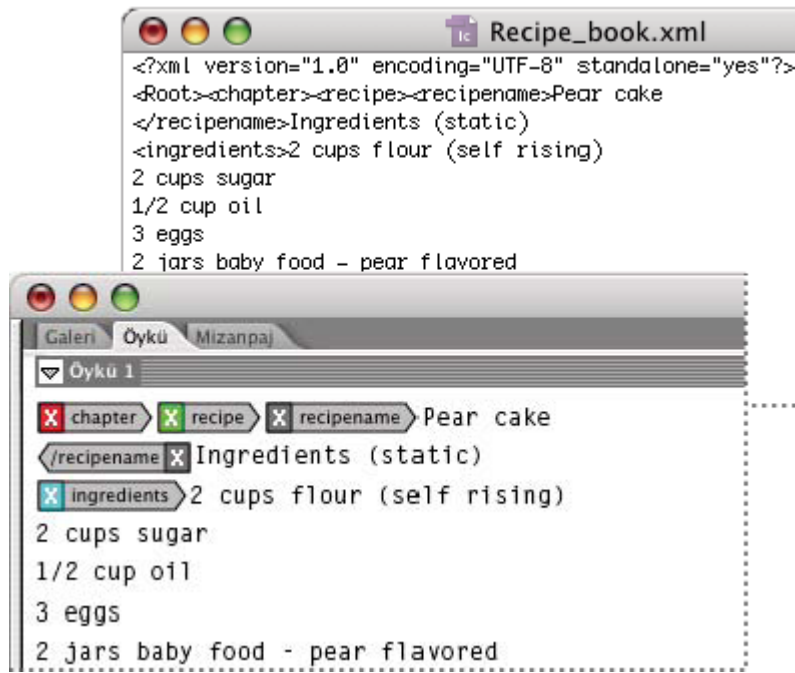 Recipe_book.xml
<?xml version="1.0" encoding="UTF-8" standalone="yes"?>
<Root><chapter><recipe><recipename>Pear cake
</recipename>Ingredients (static)
<ingredients>2 cups flour (self rising)
2 cups sugar
1/2 cup oil
3 eggs
2 jars baby food – pear flavored
Galeri Öykü Mizanpaj
Öykü 1
chapter recipe recipename Pear cake
/recipename Ingredients (static)
ingredients 2 cups flour (self rising)
2 cups sugar
1/2 cup oil
3 eggs
2 jars baby food - pear flavored